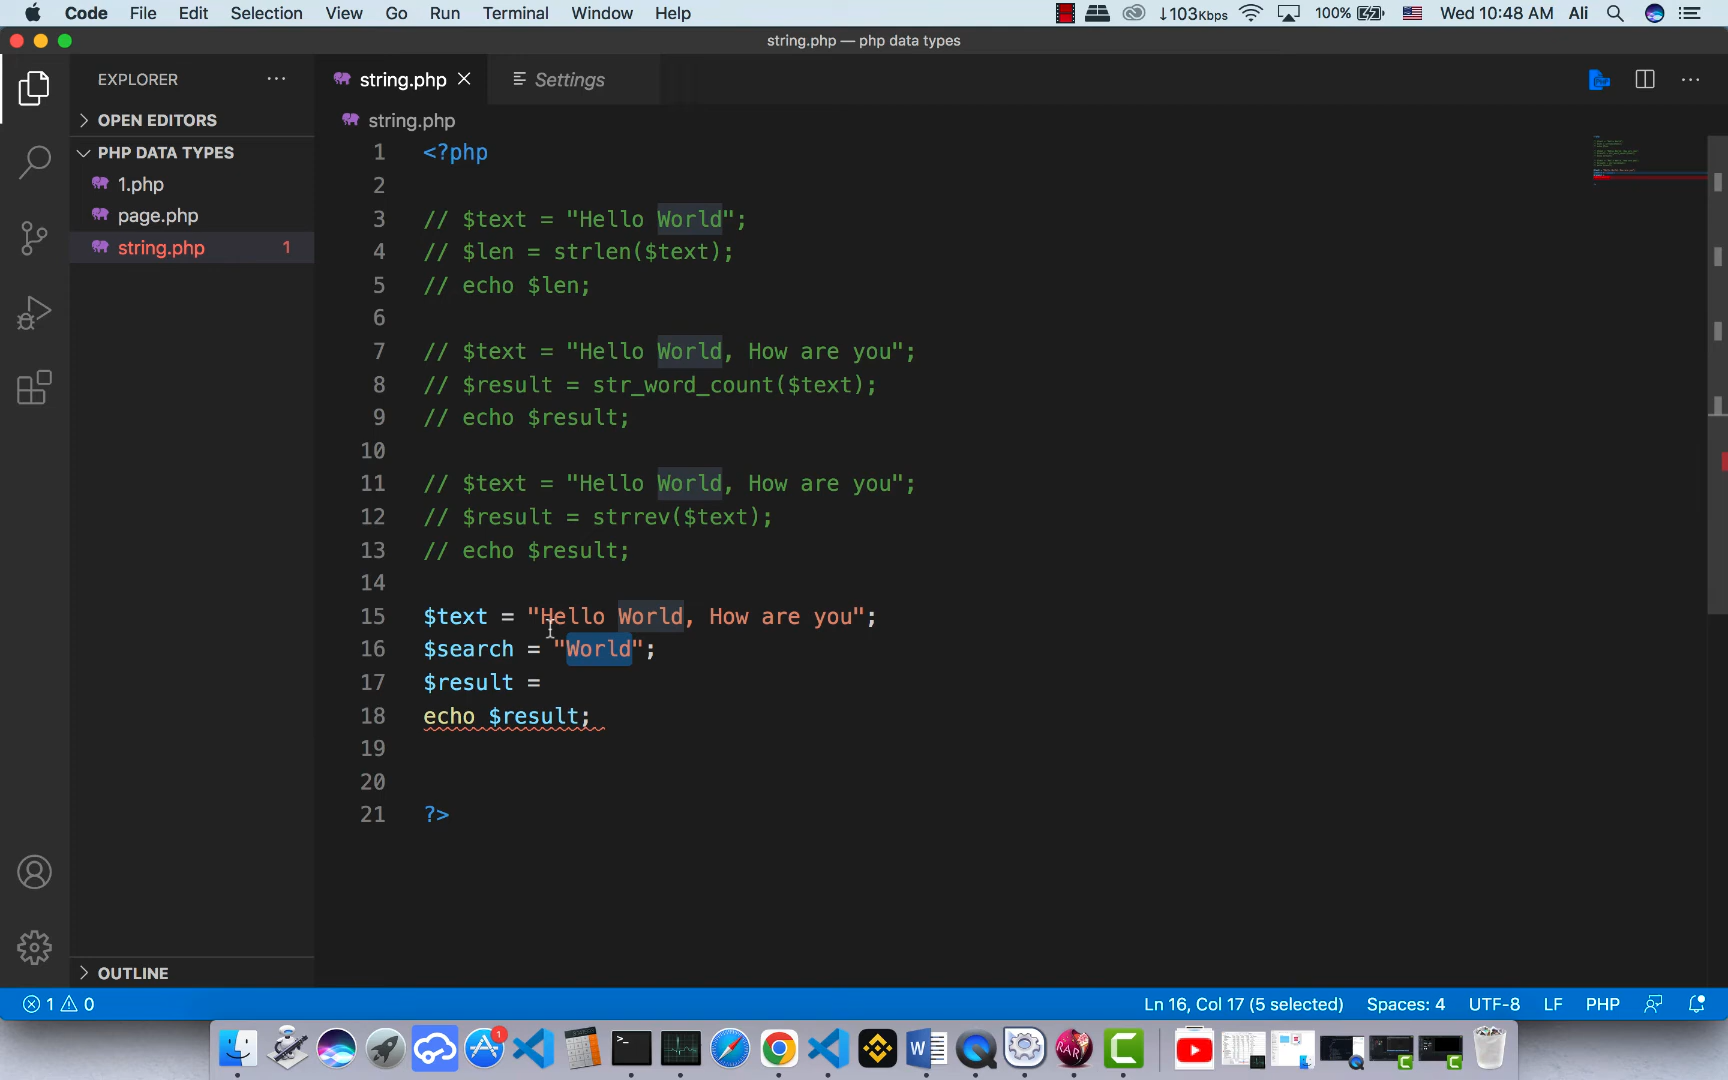 Code File Edit Selection View Go Run Terminal Window Help ↓103Kbps 100% Wed 10:48 AM Ali
string.php — php data types
EXPLORER ···
string.php
Settings
OPEN EDITORS
PHP DATA TYPES
1.php
page.php
string.php 1
string.php
1 <?php
2
3 // $text = "Hello World";
4 // $len = strlen($text);
5 // echo $len;
6
7 // $text = "Hello World, How are you";
8 // $result = str_word_count($text);
9 // echo $result;
10
11 // $text = "Hello World, How are you";
12 // $result = strrev($text);
13 // echo $result;
14
15 $text = "Hello World, How are you";
16 $search = "World";
17 $result =
18 echo $result;
19
20
21 ?>
OUTLINE
1 0 Ln 16, Col 17 (5 selected) Spaces: 4 UTF-8 LF PHP
1